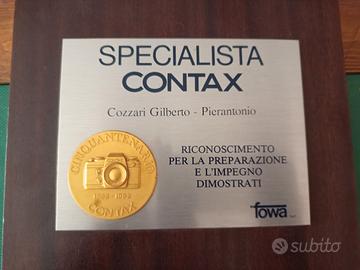 SPECIALISTA
CONTAX
Cozzari Gilberto - Pierantonio
RICONOSCIMENTO
PER LA PREPARAZIONE
E L'IMPEGNO
DIMOSTRATI
CINQUANTENARIO
CONTAX
fowa
subito